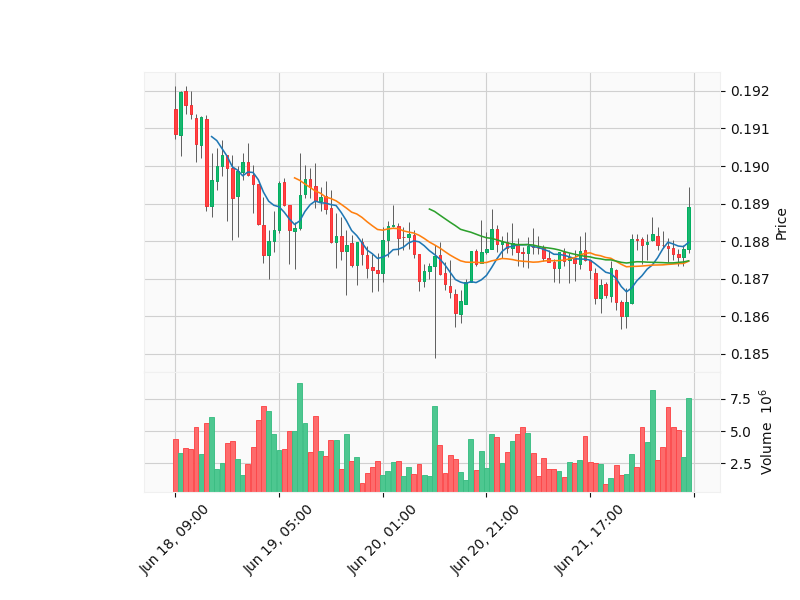 0.192
0.191
0.190
0.189
0.188
0.187
0.186
0.185
Price
7.5
5.0
2.5
Volume 10^6
Jun 18, 09:00
Jun 19, 05:00
Jun 20, 01:00
Jun 20, 21:00
Jun 21, 17:00